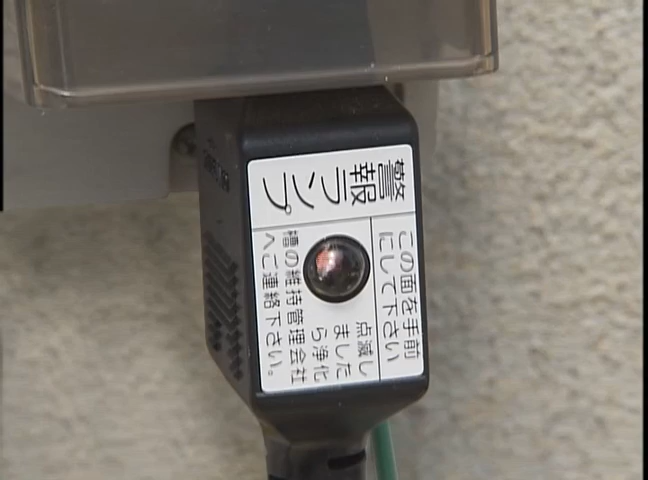 警報ランプ
この面を手前
にして下さい
点滅し
ました
ら浄化
槽の維持管理会社
へご連絡下さい。